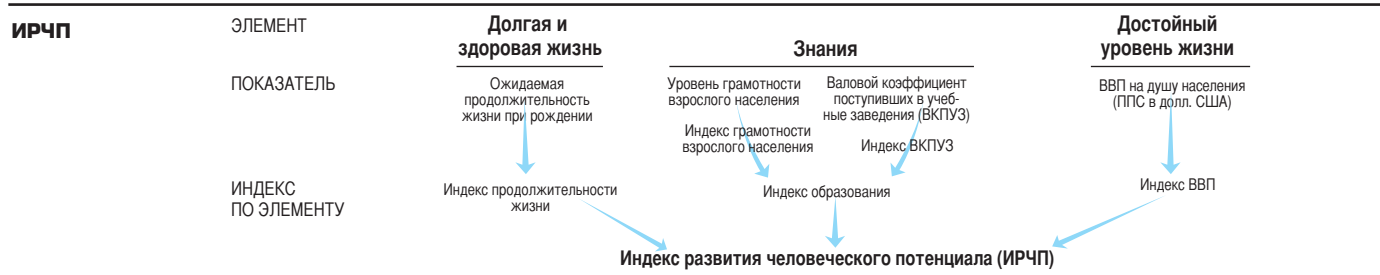 ИРЧП
ЭЛЕМЕНТ
Долгая и
здоровая жизнь
Знания
Достойный
уровень жизни
ПОКАЗАТЕЛЬ
Ожидаемая
продолжительность
жизни при рождении
Уровень грамотности
взрослого населения
Валовой коэффициент
поступивших в учеб-
ные заведения (ВКПУЗ)
ВВП на душу населения
(ППС в долл. США)
Индекс грамотности
взрослого населения
Индекс ВКПУЗ
ИНДЕКС
ПО ЭЛЕМЕНТУ
Индекс продолжительности
жизни
Индекс образования
Индекс ВВП
Индекс развития человеческого потенциала (ИРЧП)